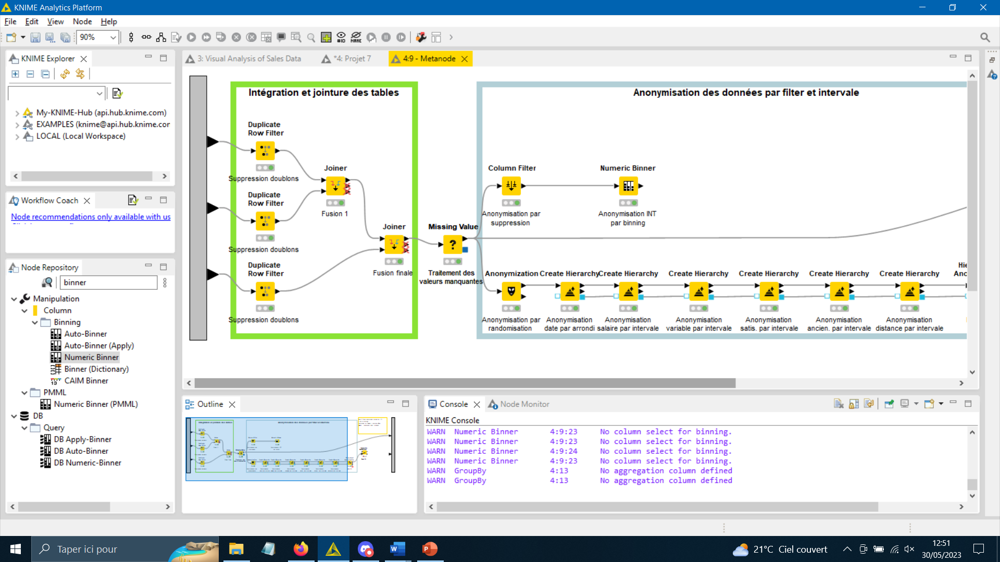 KNIME Analytics Platform
File Edit View Node Help
90%
#ID
NAME
KNIME Explorer
My-KNIME-Hub (api.hub.knime.com)
EXAMPLES (knime@api.hub.knime.cor
LOCAL (Local Workspace)
Workflow Coach
Node recommendations only available with us
Node Repository
binner
Manipulation
Column
Binning
Auto-Binner
Auto-Binner (Apply)
Numeric Binner
Binner (Dictionary)
CAIM Binner
PMML
Numeric Binner (PMML)
DB
Query
DB Apply-Binner
DB Auto-Binner
DB Numeric-Binner
3: Visual Analysis of Sales Data
*4: Projet 7
4:9 - Metanode
Intégration et jointure des tables
Duplicate
Row Filter
Suppression doublons
Duplicate
Row Filter
Suppression doublons
Duplicate
Row Filter
Suppression doublons
Joiner
Fusion 1
Joiner
Fusion finale
Missing Value
?
Traitement des
valeurs manquantes
Anonymisation des données par filter et intervale
Column Filter
Anonymisation par
suppression
Numeric Binner
Anonymisation INT
par binning
Anonymization
Anonymisation par
randomisation
Create Hierarchy
Anonymisation
date par arrondi
Create Hierarchy
Anonymisation
salaire par intervale
Create Hierarchy
Anonymisation
variable par intervale
Create Hierarchy
Anonymisation
satis. par intervale
Create Hierarchy
Anonymisation
ancien. par intervale
Create Hierarchy
Anonymisation
distance par intervale
Hie
Ano
Outline
Console
Node Monitor
KNIME Console
WARN Numeric Binner 4:9:23 No column select for binning.
WARN Numeric Binner 4:9:23 No column select for binning.
WARN Numeric Binner 4:9:24 No column select for binning.
WARN Numeric Binner 4:9:23 No column select for binning.
WARN GroupBy 4:13 No aggregation column defined
WARN GroupBy 4:13 No aggregation column defined
Taper ici pour
21°C Ciel couvert
12:51
30/05/2023